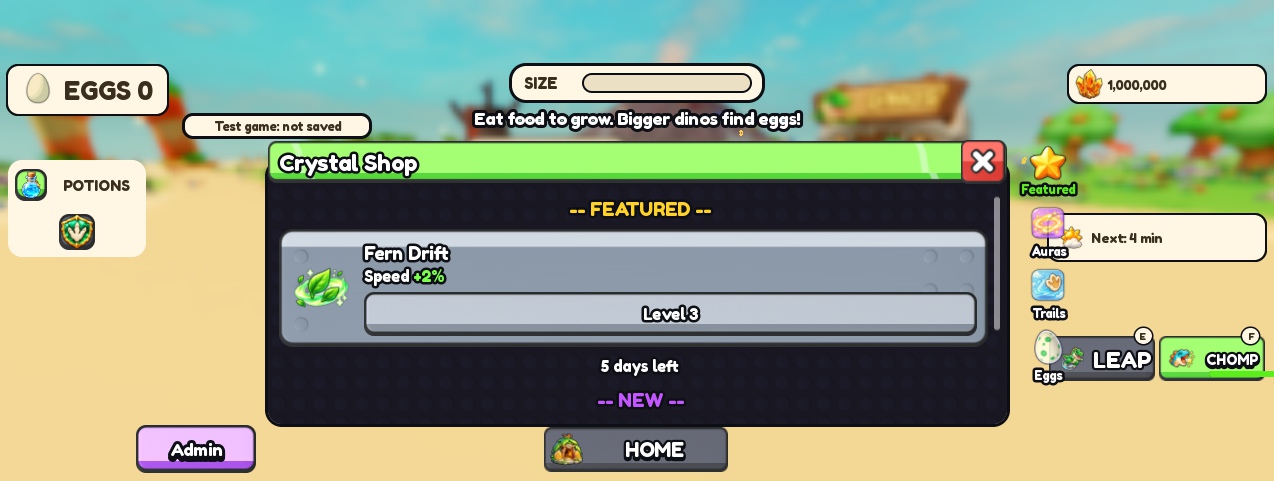 EGGS 0
SIZE
1,000,000
Eat food to grow. Bigger dinos find eggs!
Test game: not saved
Crystal Shop
POTIONS
Featured
-- FEATURED --
Fern Drift
Speed +2%
Level 3
Next: 4 min
Auras
Trails
5 days left
E
F
LEAP
CHOMP
Eggs
-- NEW --
Admin
HOME